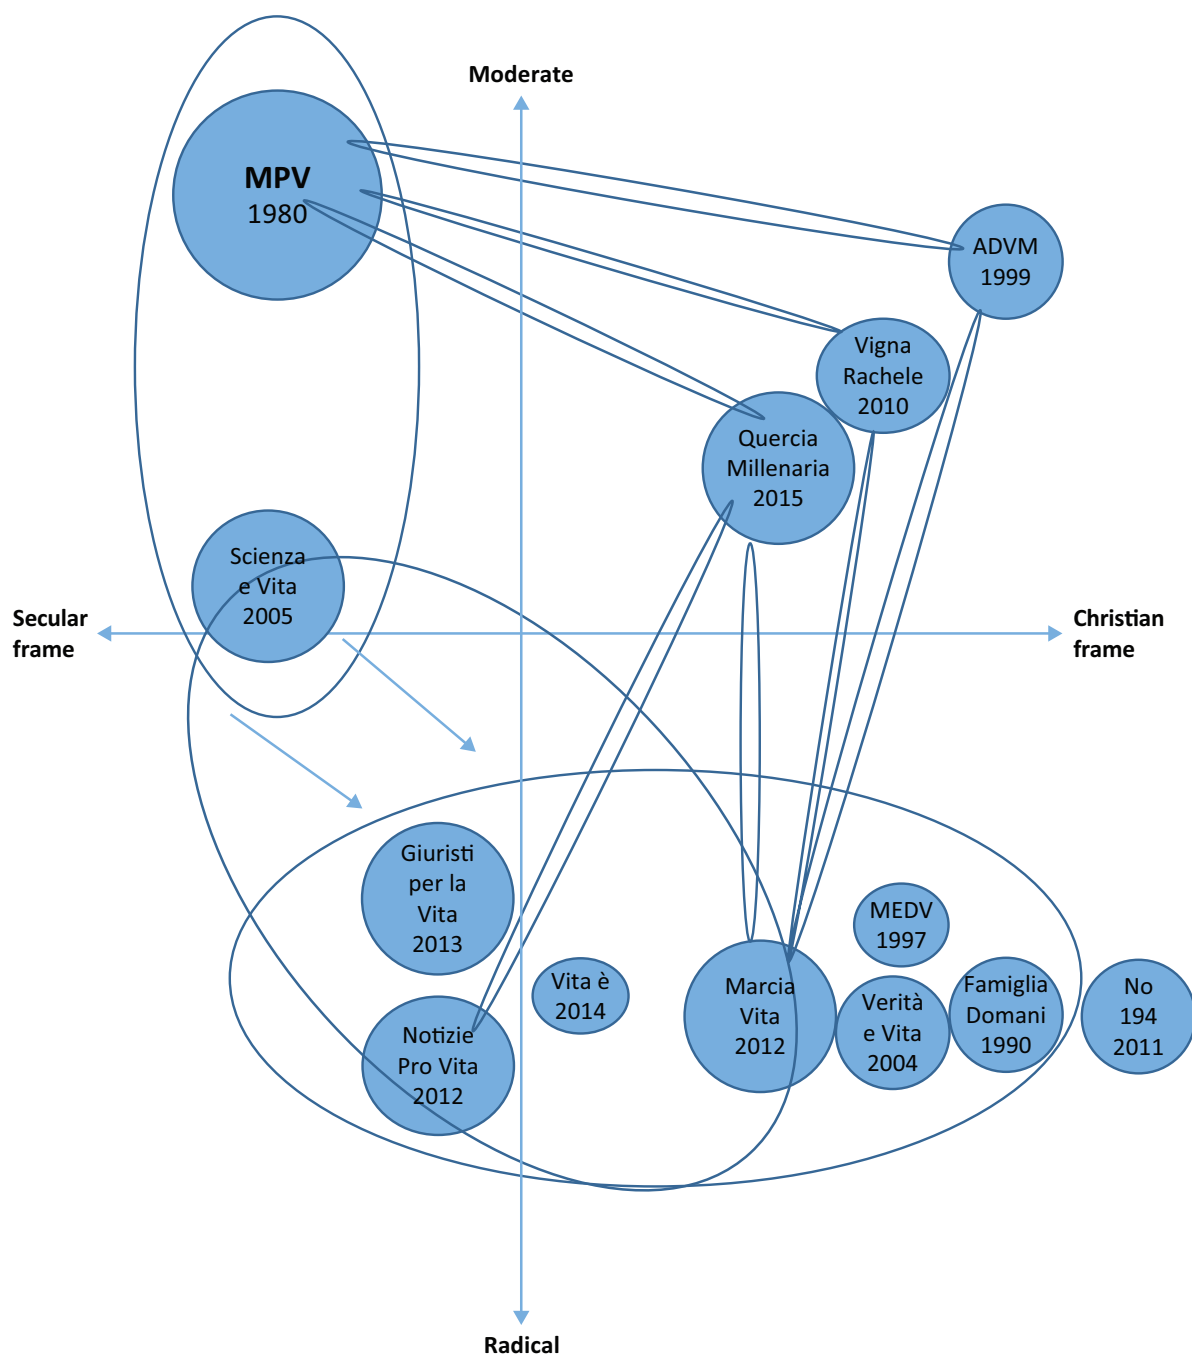 Moderate
MPV
1980
ADVM
1999
Vigna
Rachele
2010
Quercia
Millenaria
2015
Scienza
e Vita
2005
Secular
frame
Christian
frame
Giuristi
per la
Vita
2013
MEDV
1997
Vita è
2014
Marcia
Vita
2012
Verità
e Vita
2004
Famiglia
Domani
1990
No
194
2011
Notizie
Pro Vita
2012
Radical